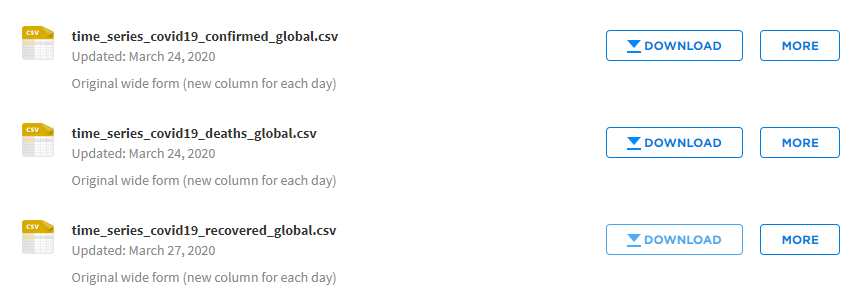 CSV
time_series_covid19_confirmed_global.csv
Updated: March 24, 2020
Original wide form (new column for each day)
DOWNLOAD
MORE
CSV
time_series_covid19_deaths_global.csv
Updated: March 24, 2020
Original wide form (new column for each day)
DOWNLOAD
MORE
CSV
time_series_covid19_recovered_global.csv
Updated: March 27, 2020
Original wide form (new column for each day)
DOWNLOAD
MORE